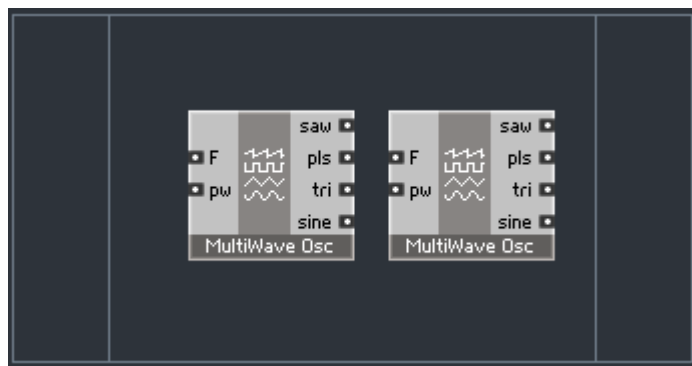 saw
F pls
pw tri
sine
MultiWave Osc
saw
F pls
pw tri
sine
MultiWave Osc